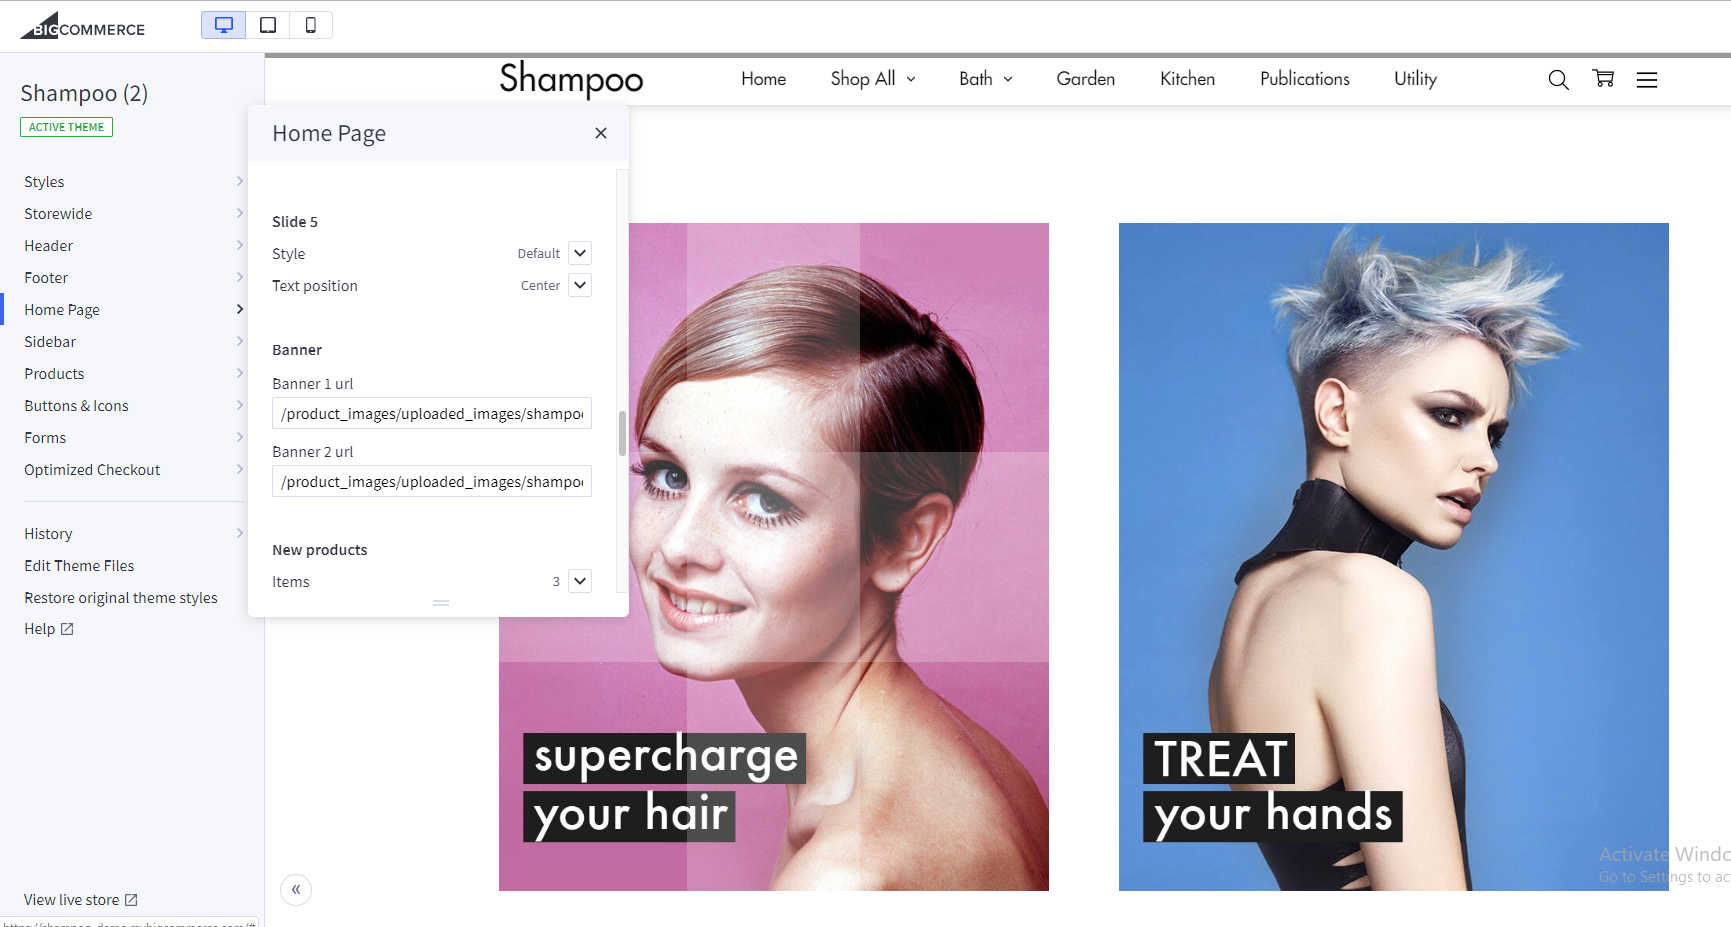 BIGCOMMERCE
Shampoo (2)
ACTIVE THEME
Styles
Storewide
Header
Footer
Home Page
Sidebar
Products
Buttons & Icons
Forms
Optimized Checkout
History
Edit Theme Files
Restore original theme styles
Help
View live store
Home Page
Slide 5
Style Default
Text position Center
Banner
Banner 1 url
/product_images/uploaded_images/shampo
Banner 2 url
/product_images/uploaded_images/shampo
New products
Items 3
Shampoo Home Shop All Bath Garden Kitchen Publications Utility
supercharge
your hair
TREAT
your hands
Activate Windo
Go to Settings to ac